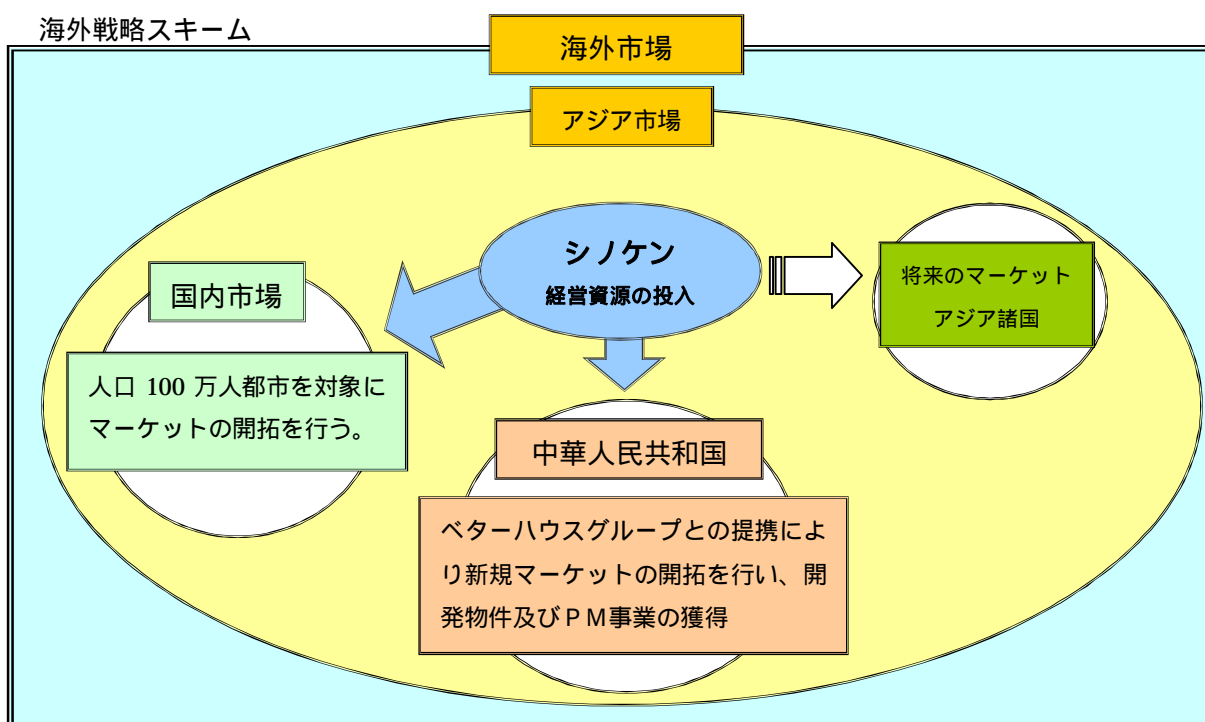 海外戦略スキーム
海外市場
アジア市場
シノケン
経営資源の投入
将来のマーケット
アジア諸国
国内市場
人口 100 万人都市を対象に
マーケットの開拓を行う。
中華人民共和国
ベターハウスグループとの提携によ
り新規マーケットの開拓を行い、開
発物件及びＰＭ事業の獲得